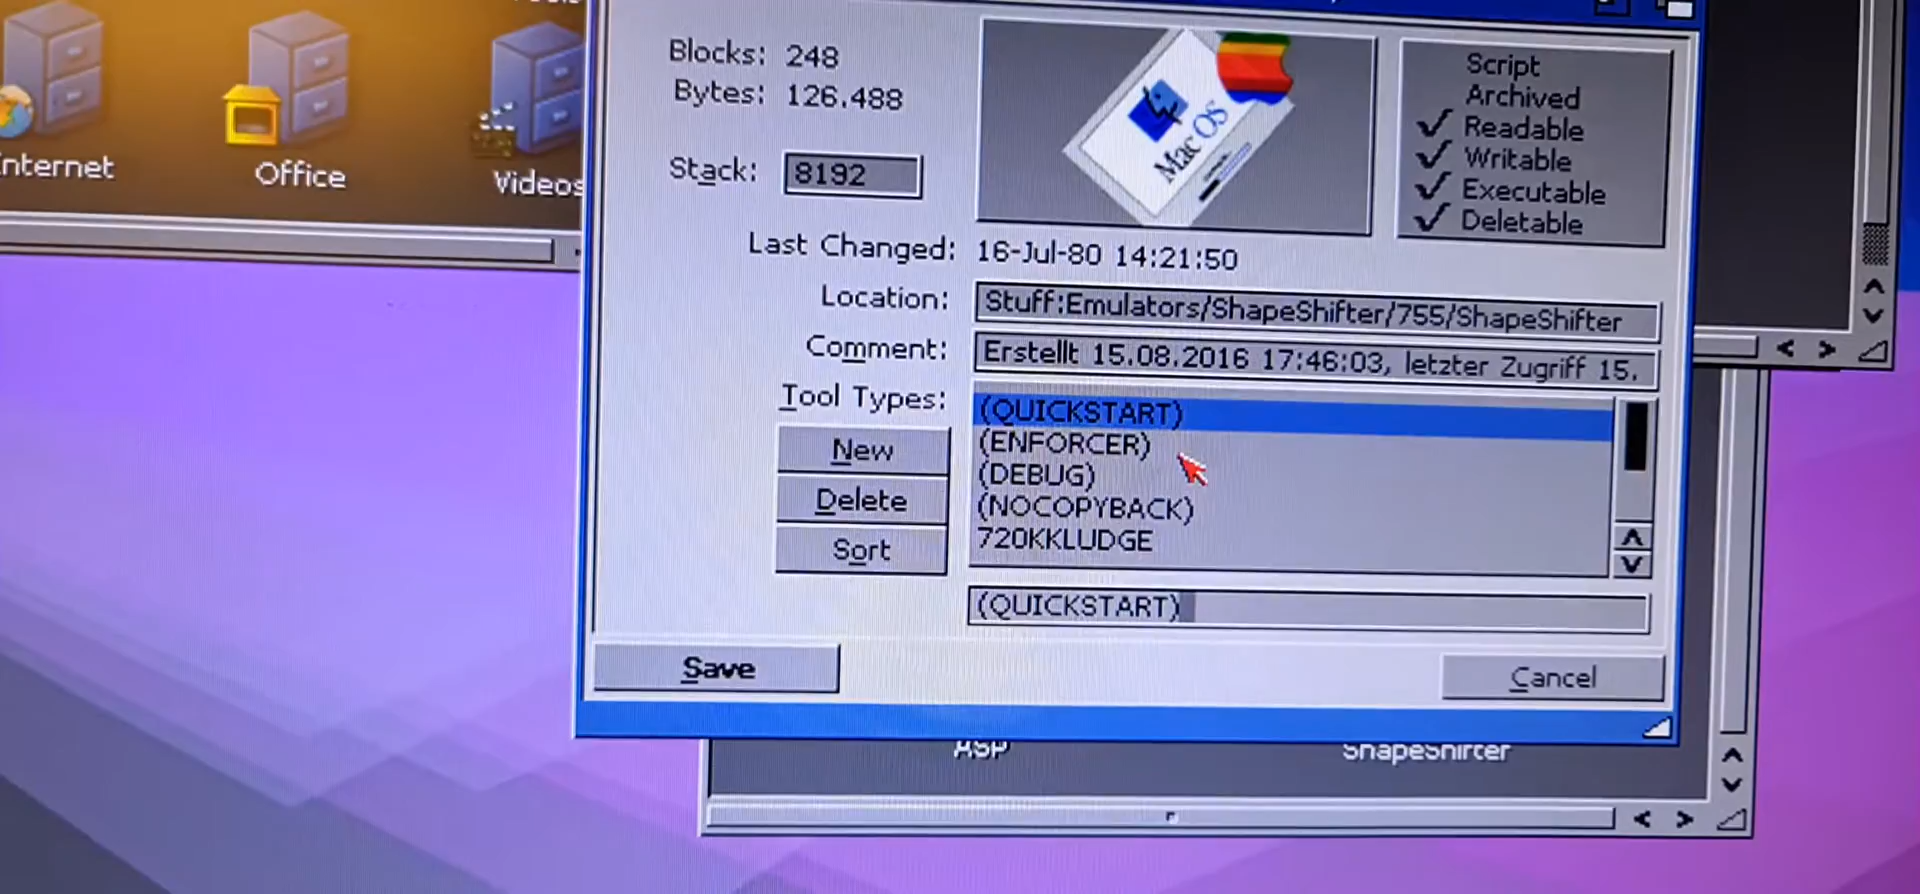 Internet
Office
Videos
Blocks: 248
Bytes: 126.488
Stack: 8192
Mac OS
Script
Archived
Readable
Writable
Executable
Deletable
Last Changed: 16-Jul-80 14:21:50
Location: Stuff:Emulators/ShapeShifter/755/ShapeShifter
Comment: Erstellt 15.08.2016 17:46:03, letzter Zugriff 15.
Tool Types:
New
Delete
Sort
(QUICKSTART)
(ENFORCER)
(DEBUG)
(NOCOPYBACK)
720KKLUDGE
(QUICKSTART)
Save
Cancel
ASP
ShapeShifter